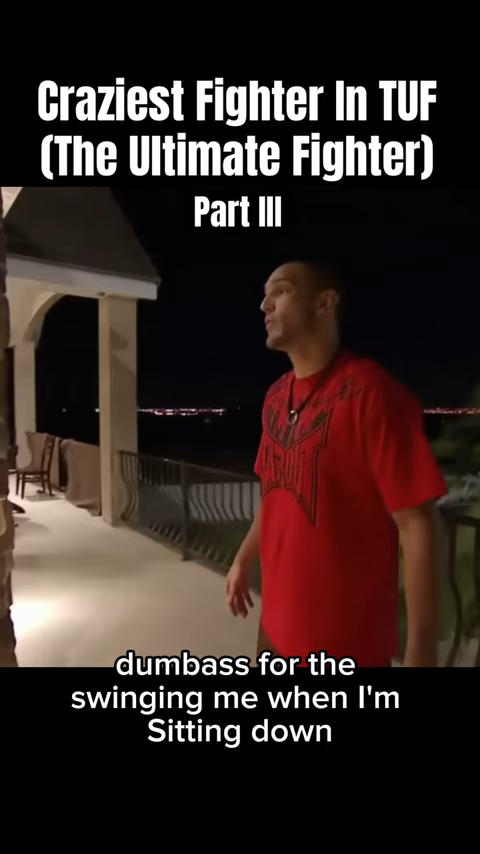 Craziest Fighter In TUF
(The Ultimate Fighter)
Part III
dumbass for the
swinging me when I'm
Sitting down